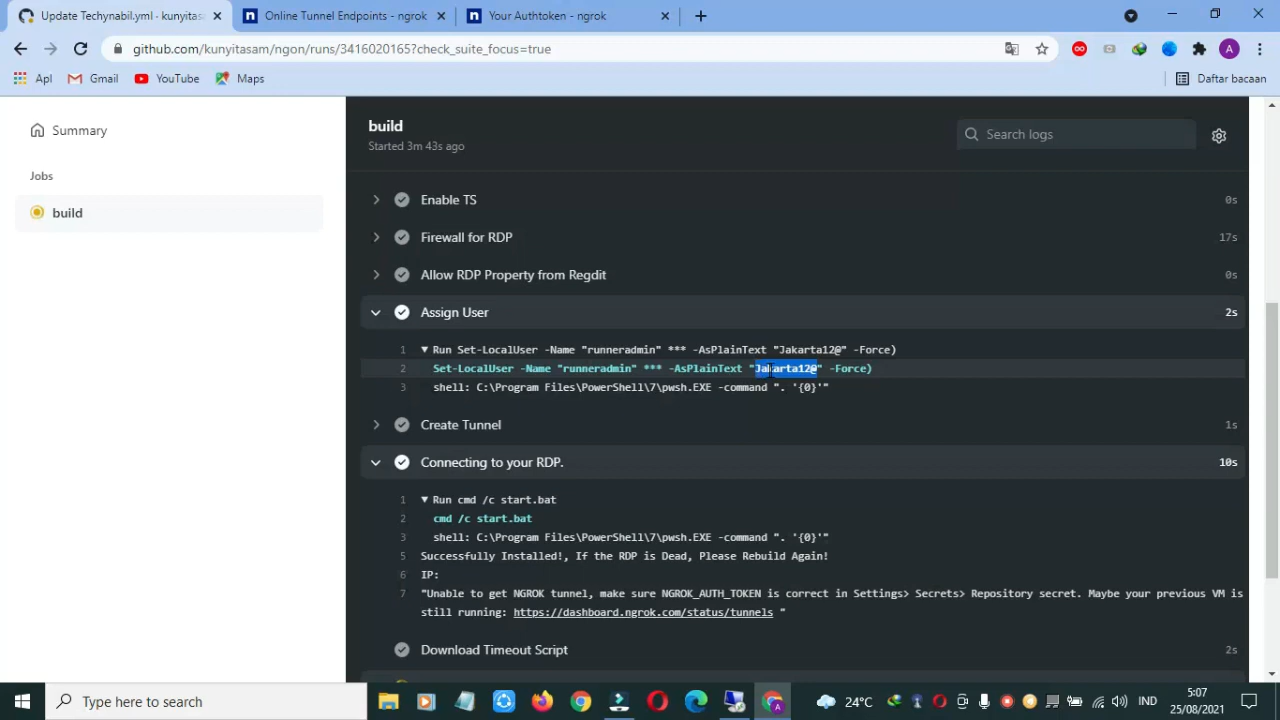 Update Techynabil.yml · kunyitasa
Online Tunnel Endpoints - ngrok
Your Authtoken - ngrok
github.com/kunyitasam/ngon/runs/3416020165?check_suite_focus=true
A
Apl
Gmail
YouTube
Maps
Daftar bacaan
Summary
Jobs
build
build
Started 3m 43s ago
Search logs
Enable TS
0s
Firewall for RDP
17s
Allow RDP Property from Regdit
0s
Assign User
2s
1 ▼ Run Set-LocalUser -Name "runneradmin" *** -AsPlainText "Jakarta12@" -Force)
2 Set-LocalUser -Name "runneradmin" *** -AsPlainText "Jakarta12@" -Force)
3 shell: C:\Program Files\PowerShell\7\pwsh.EXE -command ". '{0}'"
Create Tunnel
1s
Connecting to your RDP.
10s
1 ▼ Run cmd /c start.bat
2 cmd /c start.bat
3 shell: C:\Program Files\PowerShell\7\pwsh.EXE -command ". '{0}'"
5 Successfully Installed!, If the RDP is Dead, Please Rebuild Again!
6 IP:
7 "Unable to get NGROK tunnel, make sure NGROK_AUTH_TOKEN is correct in Settings> Secrets> Repository secret. Maybe your previous VM is
still running: https://dashboard.ngrok.com/status/tunnels "
Download Timeout Script
2s
Type here to search
24°C
IND
5:07
25/08/2021